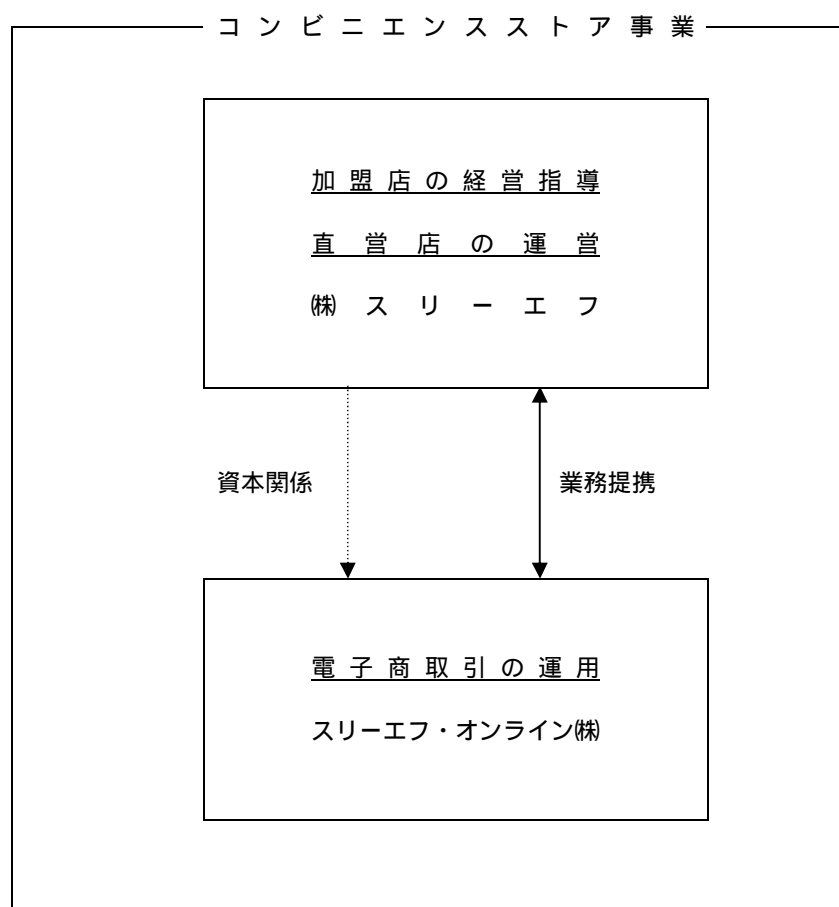 コンビニエンスストア事業
加盟店の経営指導
直営店の運営
㈱スリーエフ
資本関係
業務提携
電子商取引の運用
スリーエフ・オンライン㈱